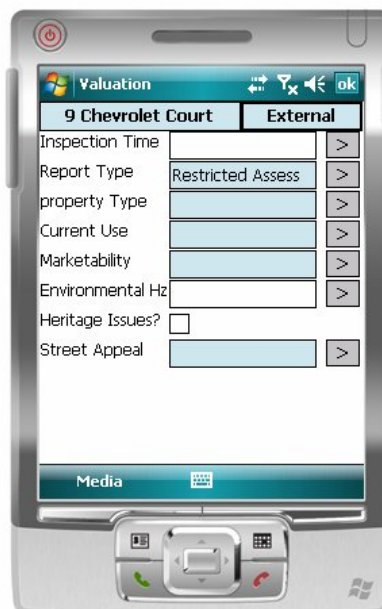 Valuation ok
9 Chevrolet Court External
Inspection Time >
Report Type Restricted Assess >
property Type >
Current Use >
Marketability >
Environmental Hz >
Heritage Issues?
Street Appeal >
Media